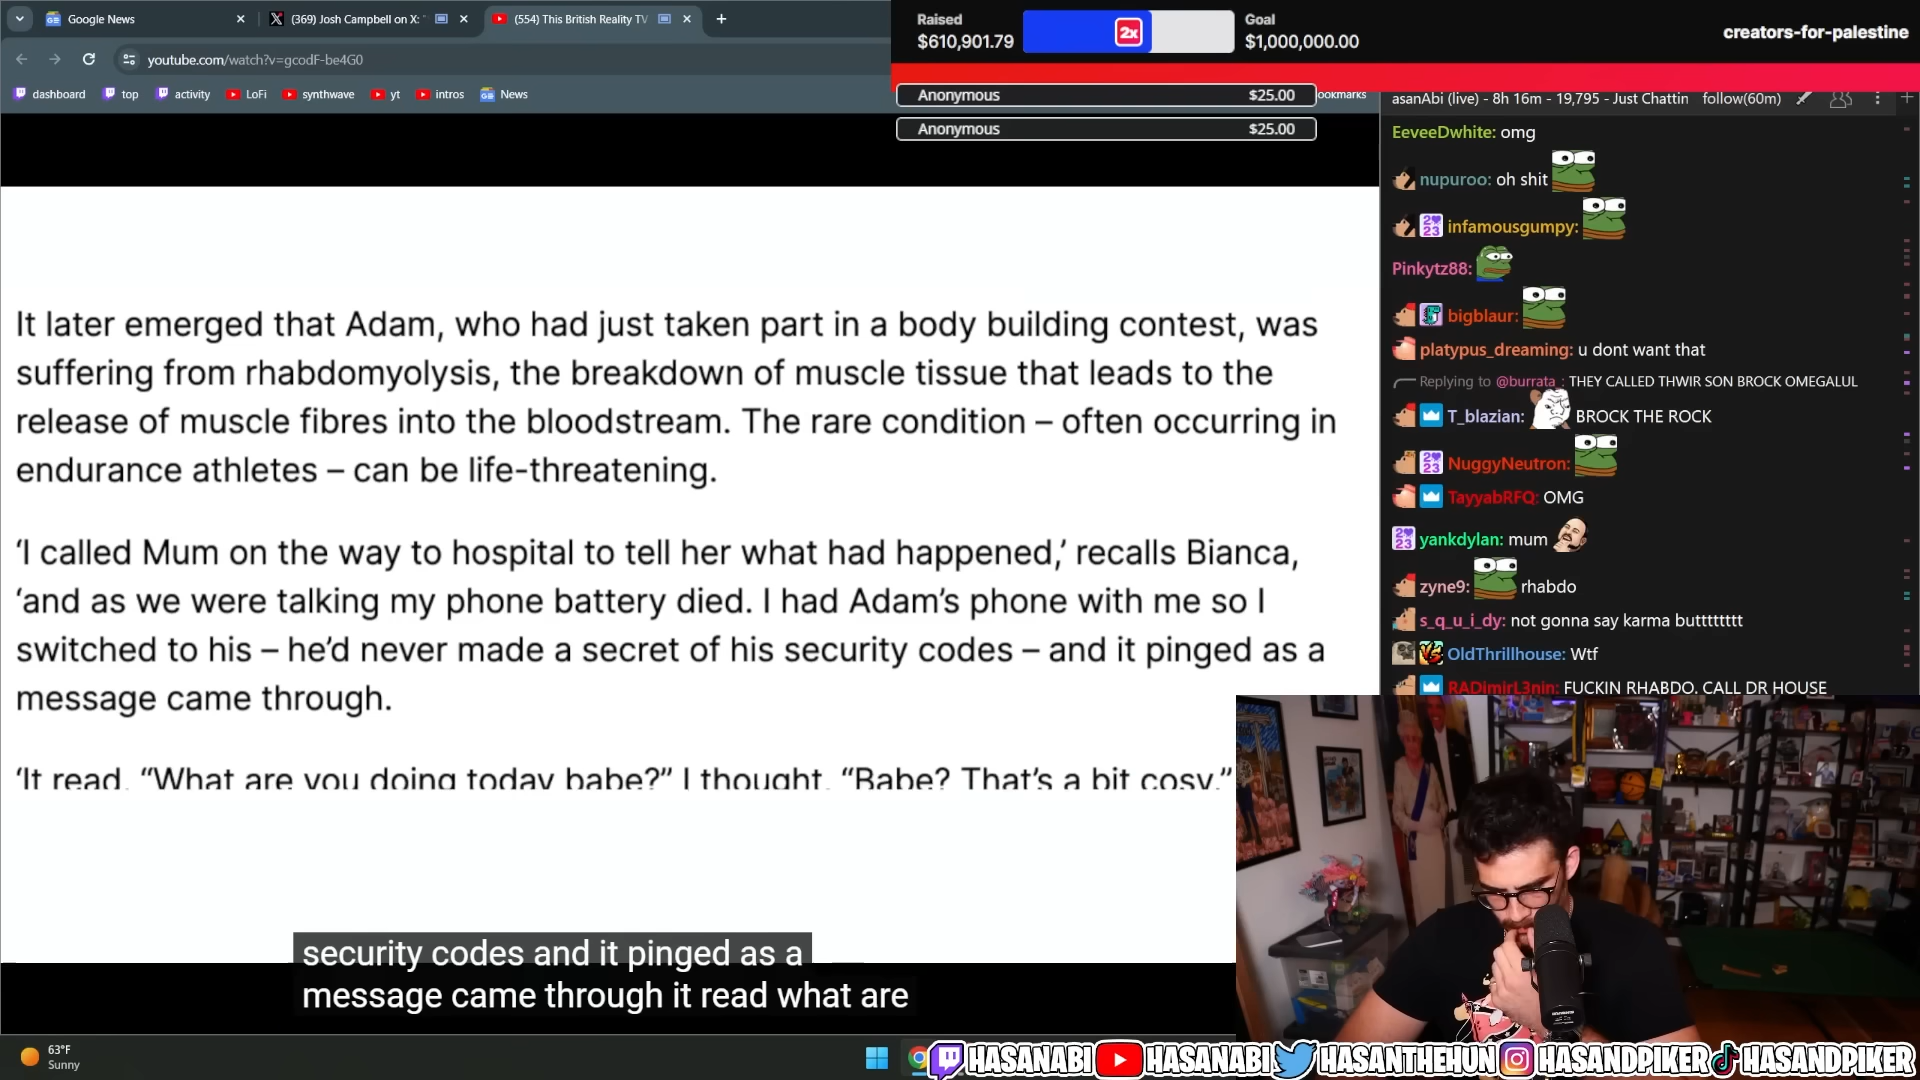 Google News
(369) Josh Campbell on X: "
(554) This British Reality TV
youtube.com/watch?v=gcodF-be4G0
dashboard
top
activity
LoFi
synthwave
yt
intros
News
ookmarks
Raised
$610,901.79
2x
Goal
$1,000,000.00
creators-for-palestine
Anonymous $25.00
Anonymous $25.00
asanAbi (live) - 8h 16m - 19,795 - Just Chattin
follow(60m)
EeveeDwhite: omg
nupuroo: oh shit
infamousgumpy:
Pinkytz88:
bigblaur:
platypus_dreaming: u dont want that
Replying to @burrata : THEY CALLED THWIR SON BROCK OMEGALUL
T_blazian: BROCK THE ROCK
NuggyNeutron:
TayyabRFQ: OMG
yankdylan: mum
zyne9: rhabdo
s_q_u_i_dy: not gonna say karma buttttttt
OldThrillhouse: Wtf
RADimirL3nin: FUCKIN RHABDO. CALL DR HOUSE
It later emerged that Adam, who had just taken part in a body building contest, was
suffering from rhabdomyolysis, the breakdown of muscle tissue that leads to the
release of muscle fibres into the bloodstream. The rare condition – often occurring in
endurance athletes – can be life-threatening.
‘I called Mum on the way to hospital to tell her what had happened,’ recalls Bianca,
‘and as we were talking my phone battery died. I had Adam’s phone with me so I
switched to his – he’d never made a secret of his security codes – and it pinged as a
message came through.
‘It read, “What are you doing today babe?” I thought, “Babe? That’s a bit cosy.”
security codes and it pinged as a
message came through it read what are
63°F
Sunny
HASANABI
HASANABI
HASANTHEHUN
HASANDPIKER
HASANDPIKER